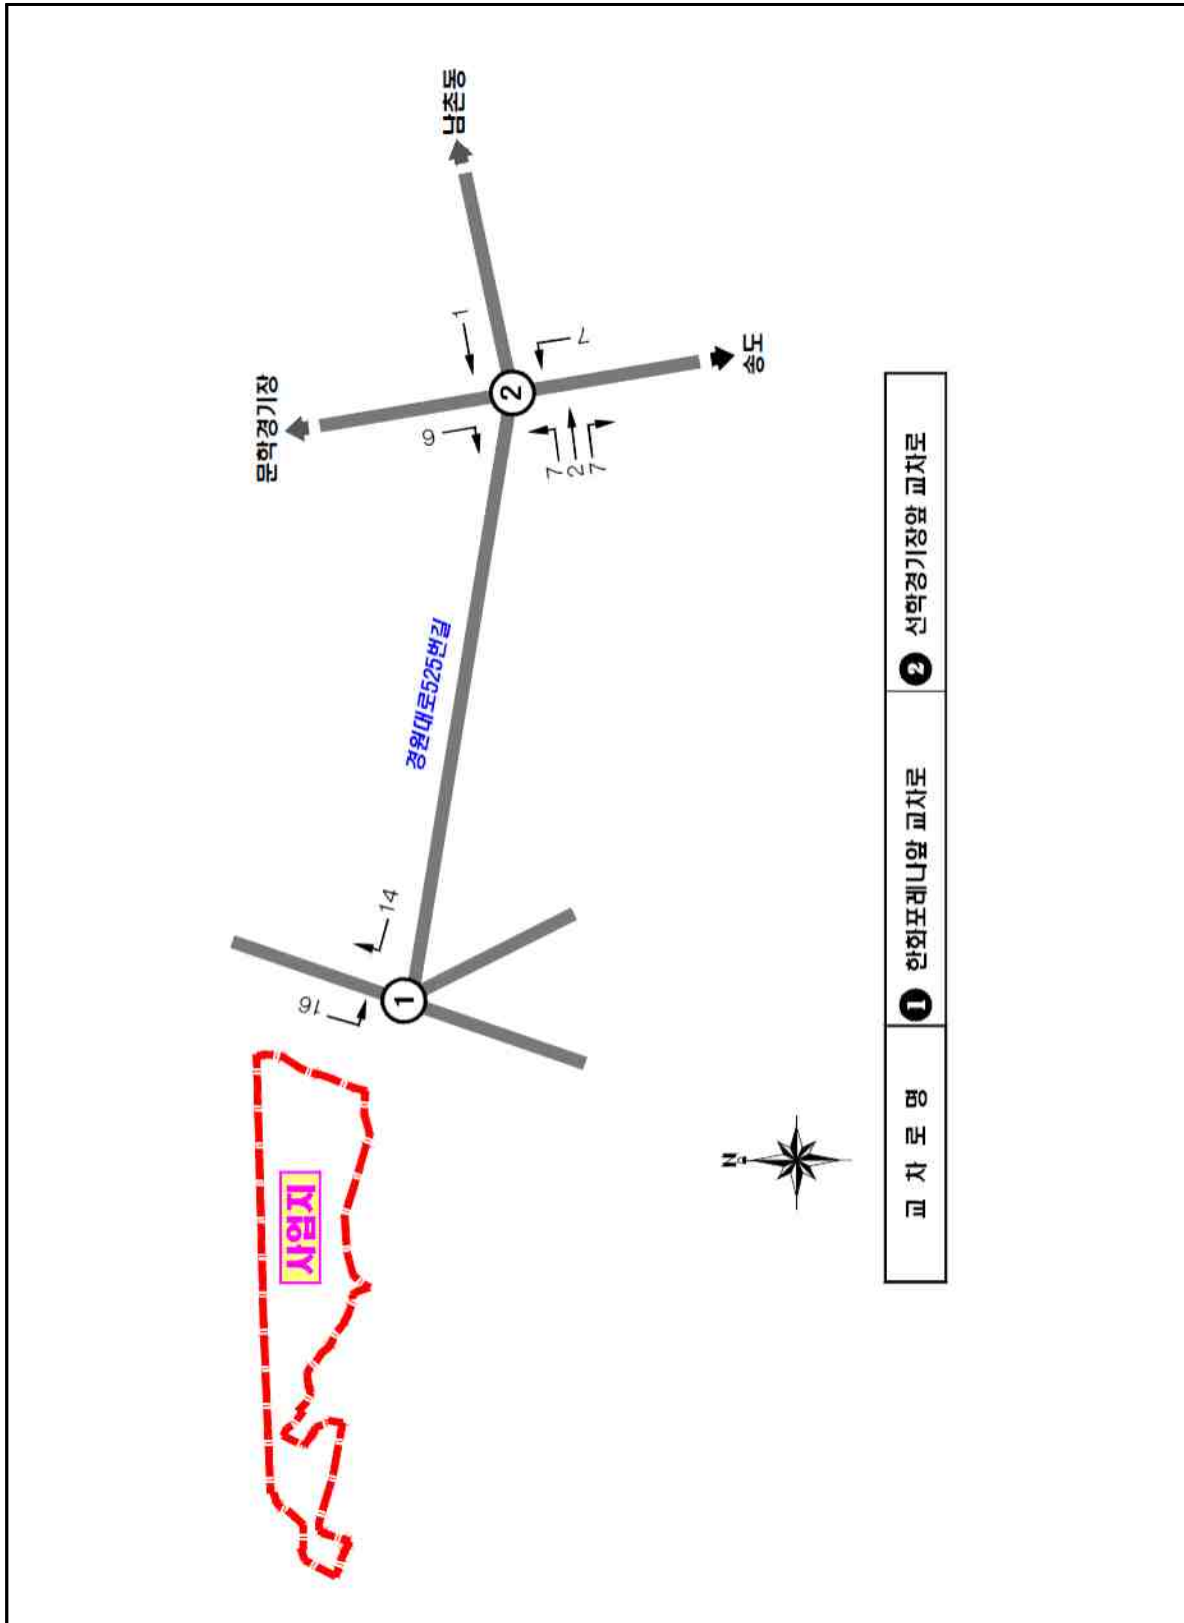 남촌동
문학경기장
송도
1
7
6
7
2
7
2
경원대로525번길
14
16
1
사업지
N
교 차 로 명
❶ 한화포레나앞 교차로
❷ 선학경기장앞 교차로